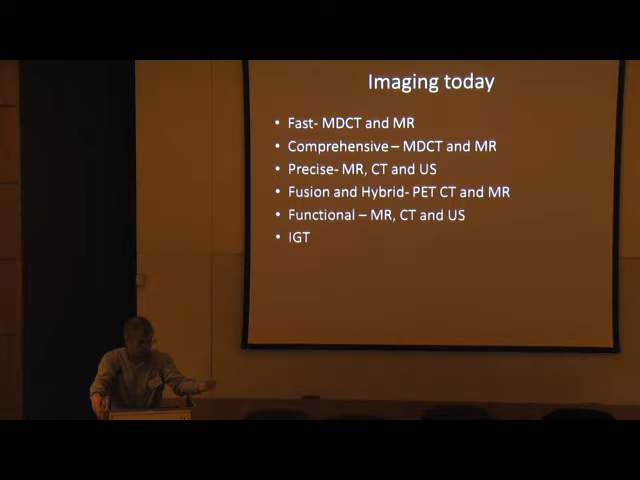 Imaging today
• Fast- MDCT and MR
• Comprehensive – MDCT and MR
• Precise- MR, CT and US
• Fusion and Hybrid- PET CT and MR
• Functional – MR, CT and US
• IGT